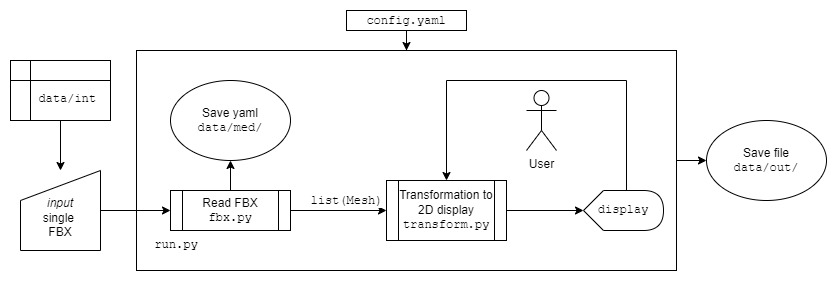 config.yaml
data/int
Save yaml
data/med/
User
Save file
data/out/
input
single
FBX
Read FBX
fbx.py
list(Mesh)
Transformation to
2D display
transform.py
display
run.py